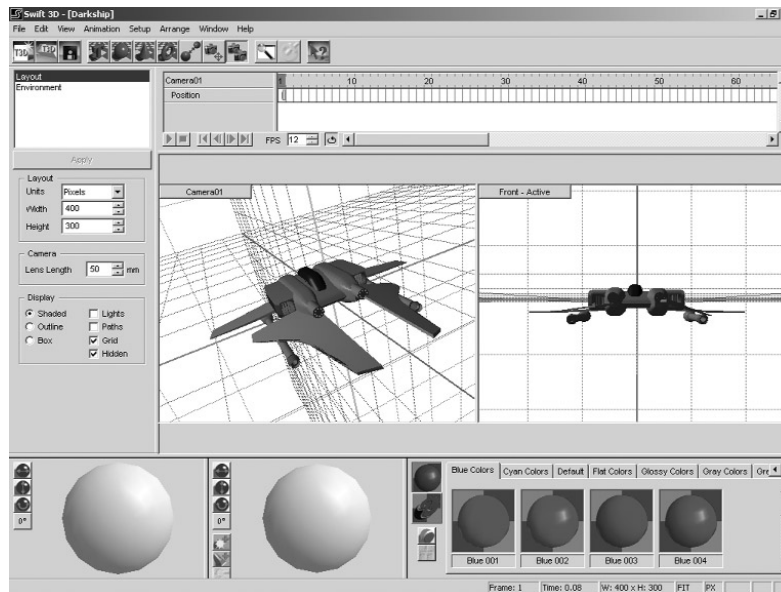 Swift 3D - [Darkship]
File Edit View Animation Setup Arrange Window Help
Layout
Environment
Apply
Layout
Units Pixels
Width 400
Height 300
Camera
Lens Length 50 mm
Display
Shaded Lights
Outline Paths
Box Grid
Hidden
Camera01 1 10 20 30 40 50 60
Position
FPS 12
Camera01
Front - Active
0°
0°
Blue Colors Cyan Colors Default Flat Colors Glossy Colors Gray Colors Gre
Blue 001 Blue 002 Blue 003 Blue 004
Frame: 1 Time: 0.08 W: 400 x H: 300 FIT PX